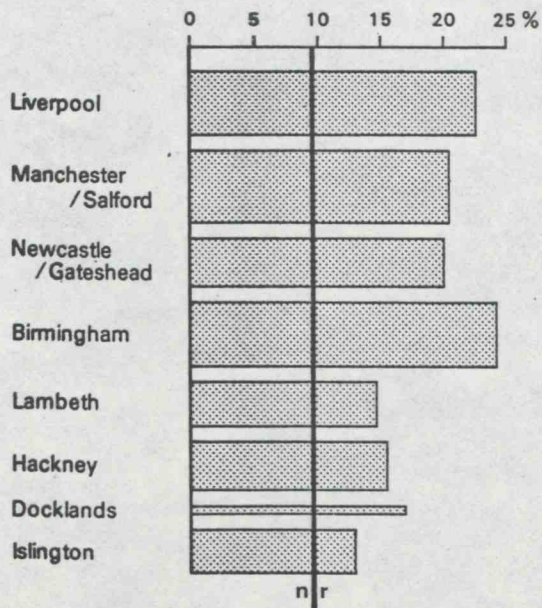 0 5 10 15 20 25 %
Liverpool
Manchester
/Salford
Newcastle
/Gateshead
Birmingham
Lambeth
Hackney
Docklands
Islington
n r